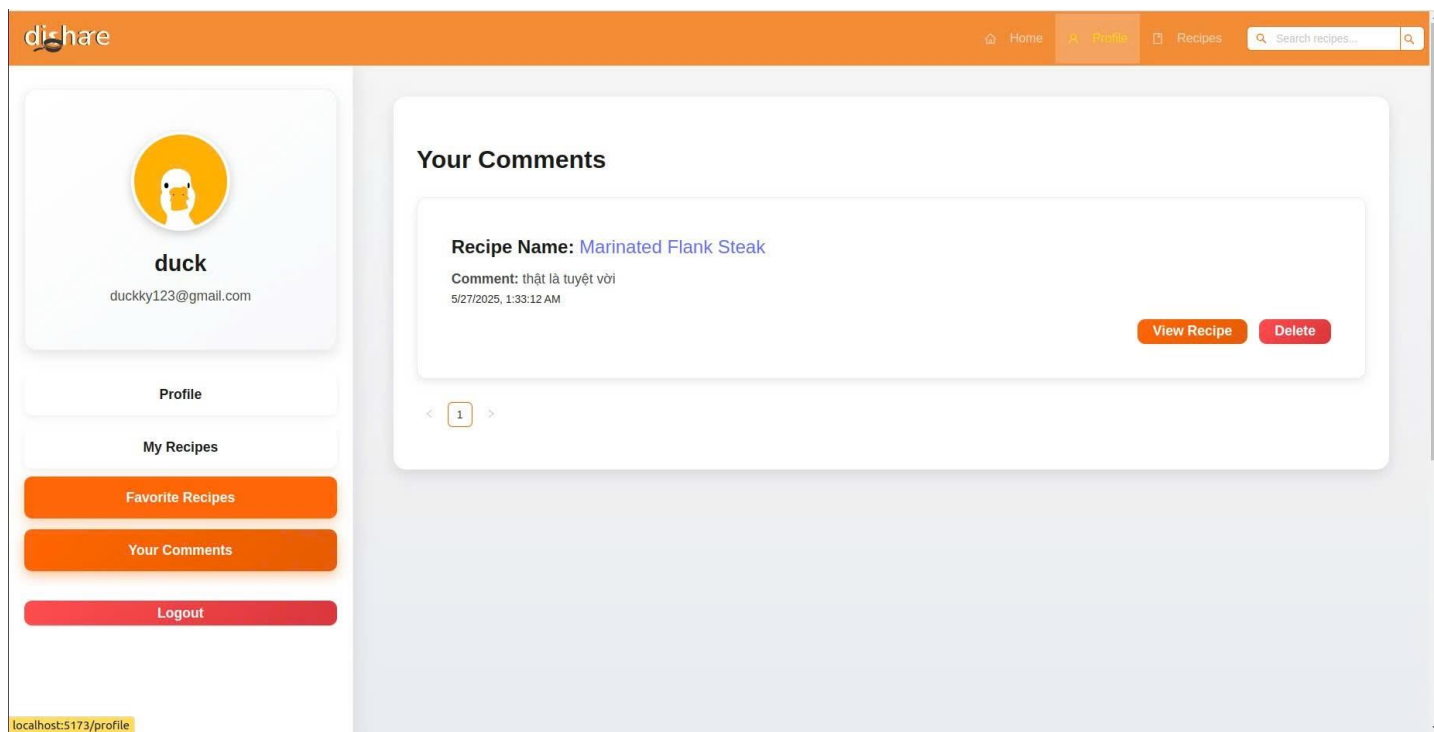 dishare
Home Profile Recipes Search recipes...
duck
duckky123@gmail.com
Profile
My Recipes
Favorite Recipes
Your Comments
Logout
Your Comments
Recipe Name: Marinated Flank Steak
Comment: thật là tuyệt vời
5/27/2025, 1:33:12 AM
View Recipe Delete
< 1 >
localhost:5173/profile